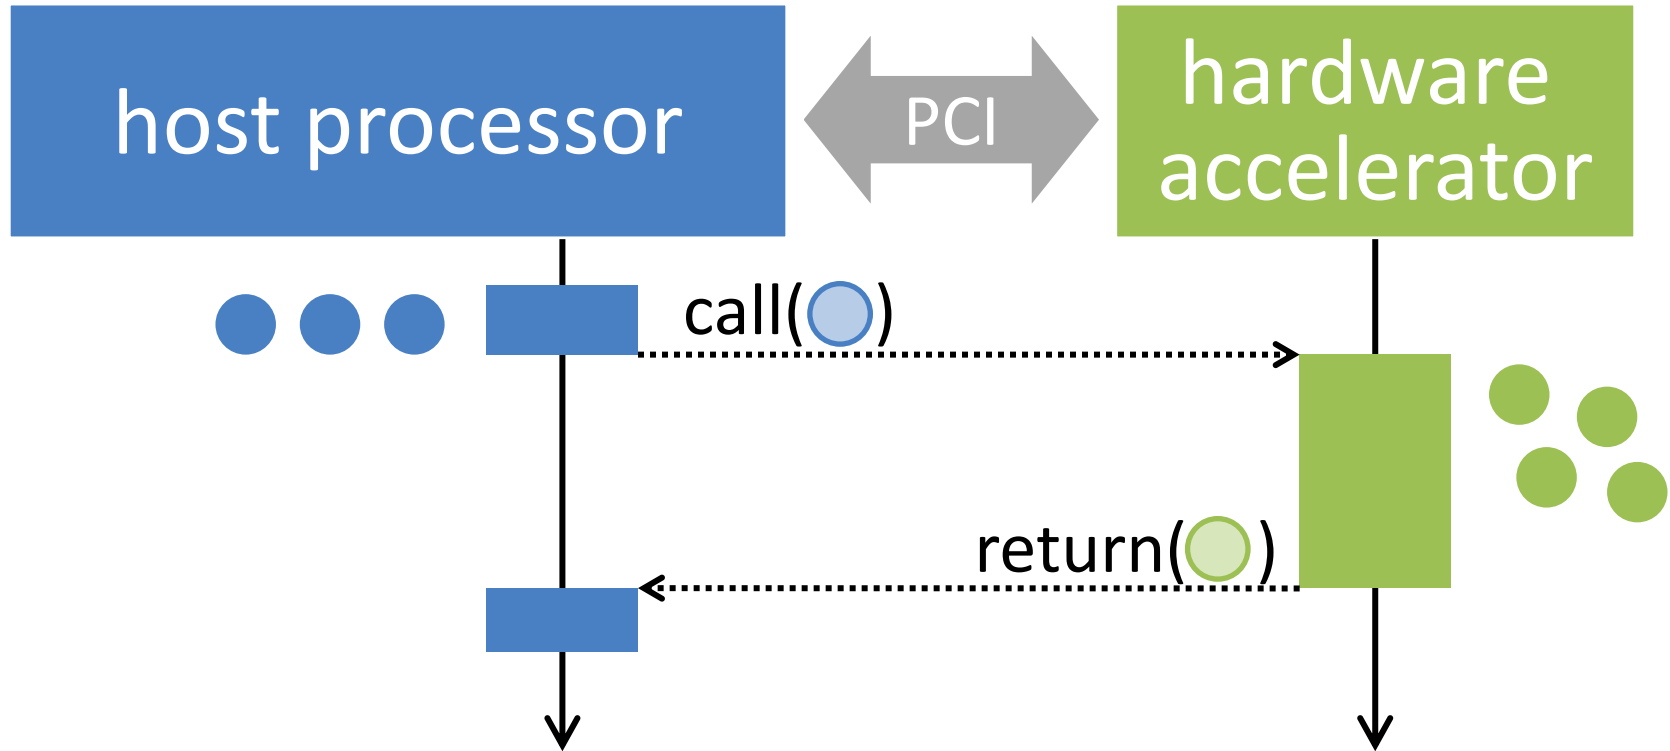 host processor
PCI
hardware
accelerator
call( )
return( )